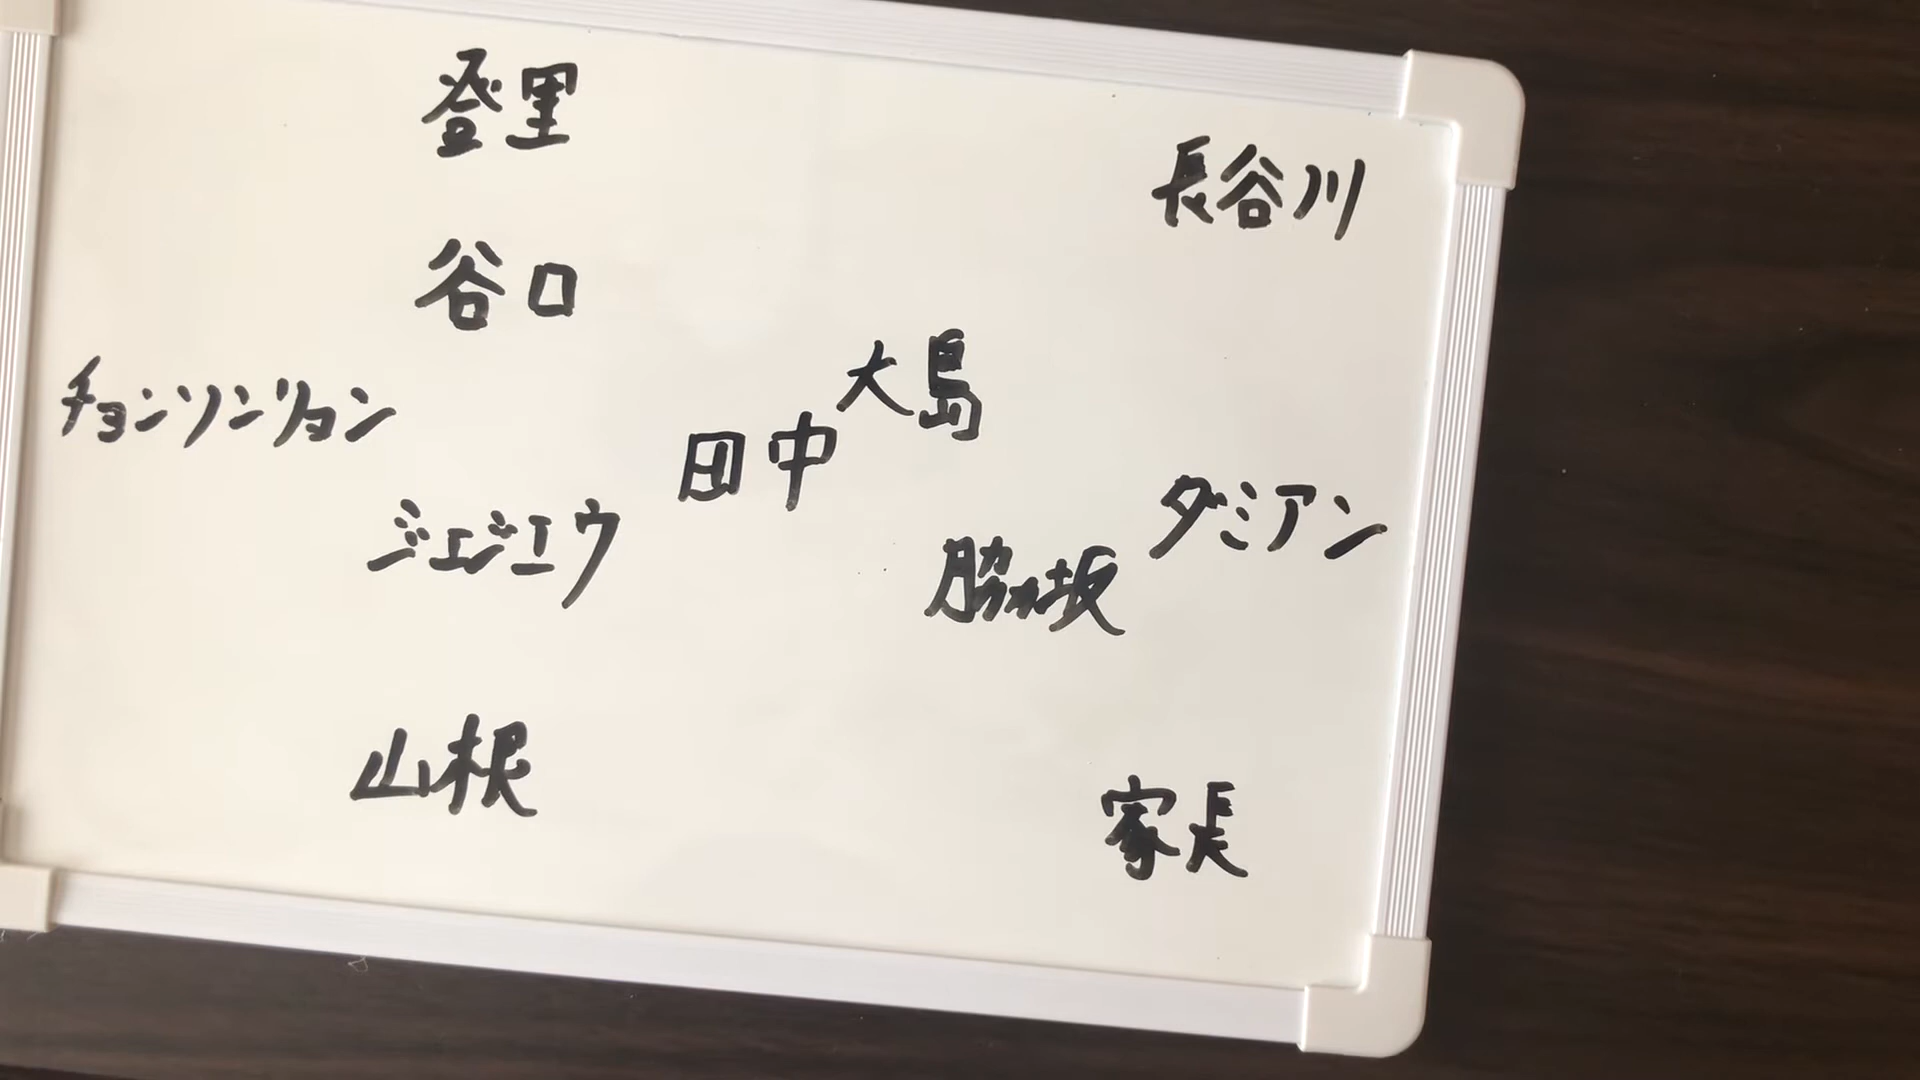 登里
長谷川
谷口
大島
チョンソンリョン
田中
ダミアン
ジェジエウ
脇坂
山根
家長